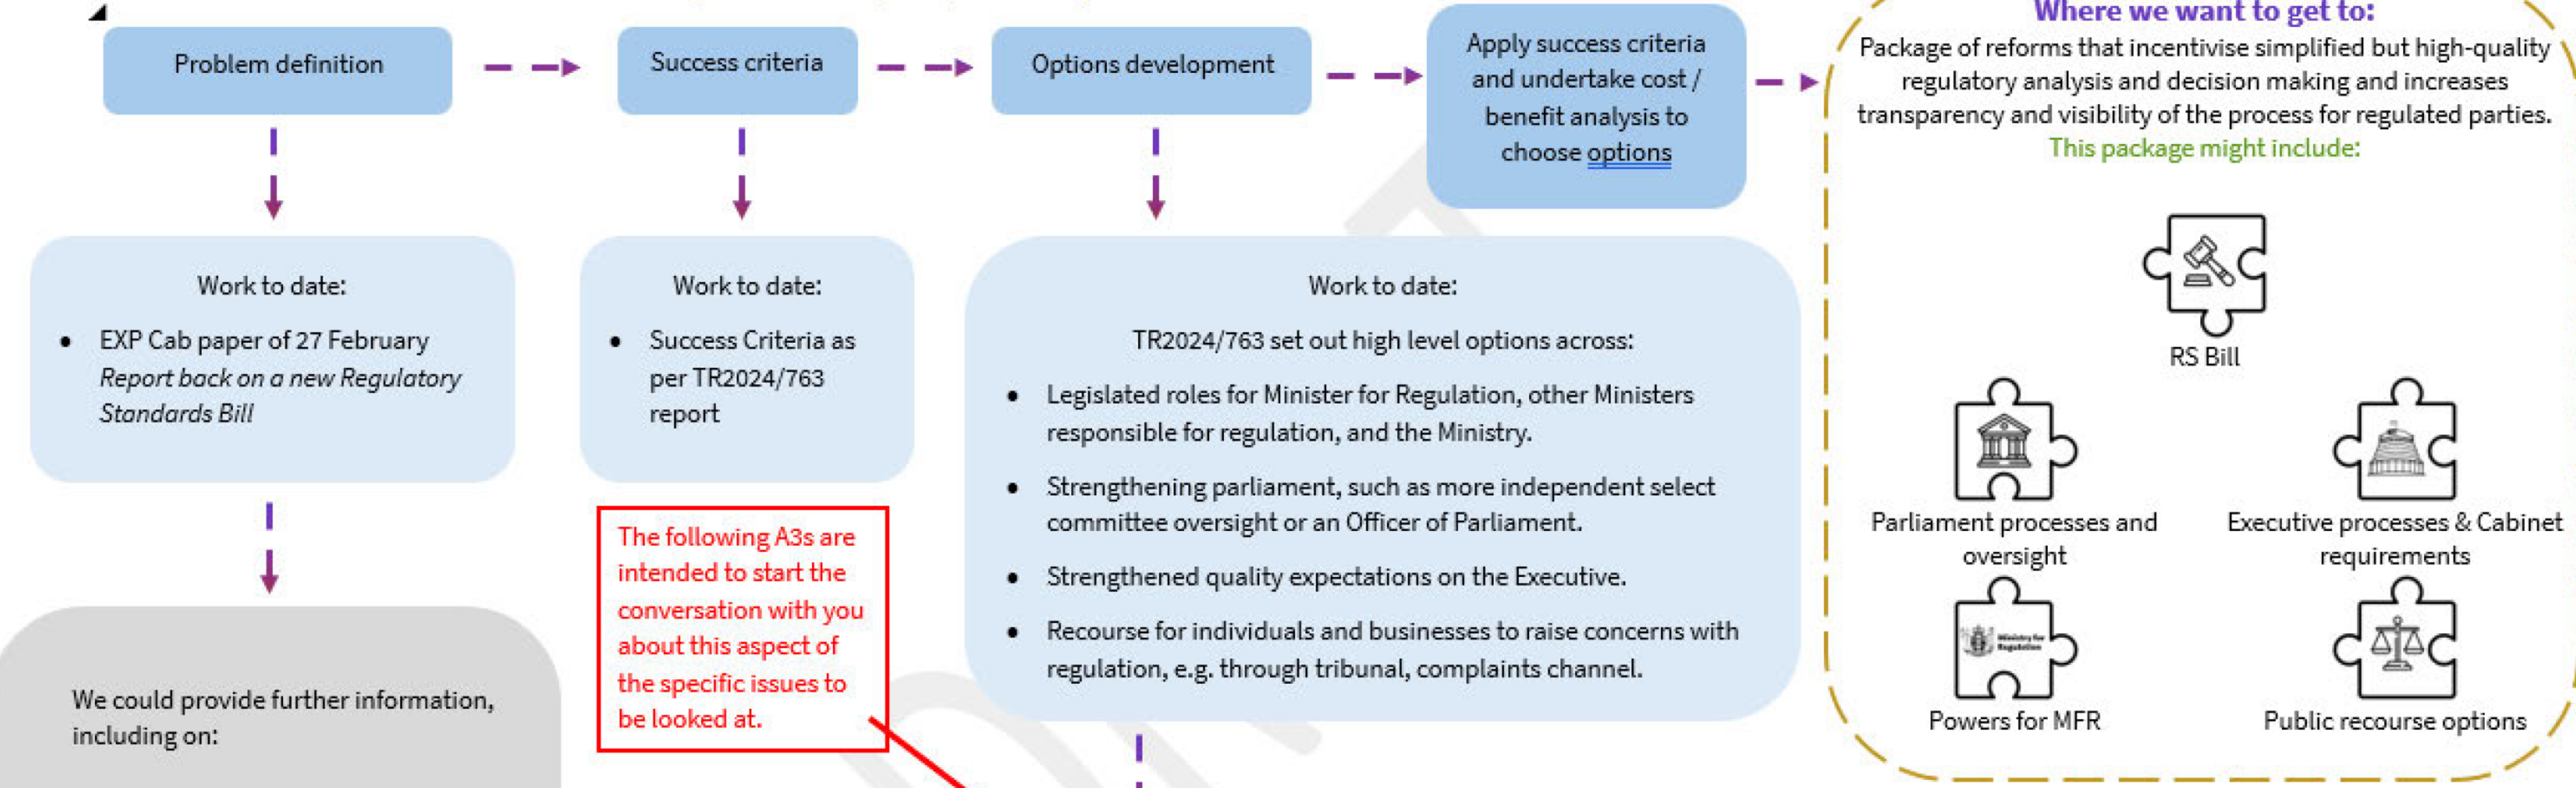 Problem definition
Success criteria
Options development
Apply success criteria
and undertake cost /
benefit analysis to
choose options
Where we want to get to:
Package of reforms that incentivise simplified but high-quality
regulatory analysis and decision making and increases
transparency and visibility of the process for regulated parties.
This package might include:
RS Bill
Parliament processes and
oversight
Executive processes & Cabinet
requirements
Ministry for
Regulation
Powers for MFR
Public recourse options
Work to date:
• EXP Cab paper of 27 February
Report back on a new Regulatory
Standards Bill
Work to date:
• Success Criteria as
per TR2024/763
report
Work to date:
TR2024/763 set out high level options across:
• Legislated roles for Minister for Regulation, other Ministers
responsible for regulation, and the Ministry.
• Strengthening parliament, such as more independent select
committee oversight or an Officer of Parliament.
• Strengthened quality expectations on the Executive.
• Recourse for individuals and businesses to raise concerns with
regulation, e.g. through tribunal, complaints channel.
The following A3s are
intended to start the
conversation with you
about this aspect of
the specific issues to
be looked at.
We could provide further information,
including on: